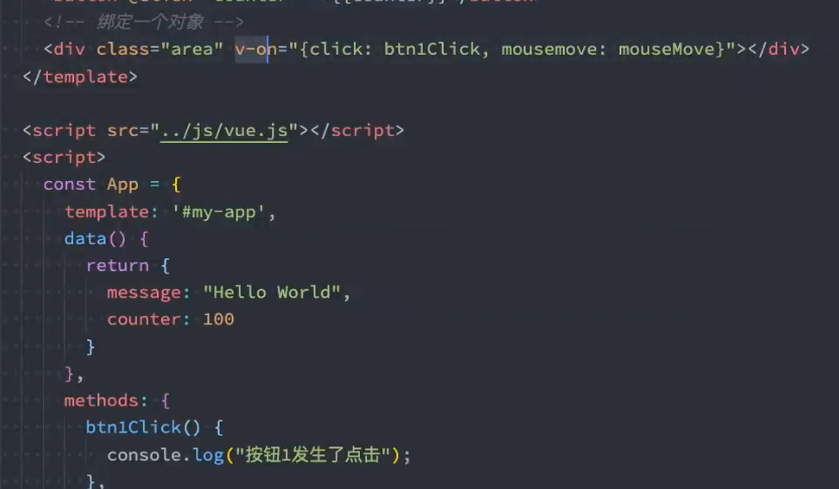 <!-- 绑定一个对象 -->
<div class="area" v-on="{click: btn1Click, mousemove: mouseMove}"></div>
</template>
<script src="../js/vue.js"></script>
<script>
const App = {
template: '#my-app',
data() {
return {
message: "Hello World",
counter: 100
}
},
methods: {
btn1Click() {
console.log("按钮1发生了点击");
},